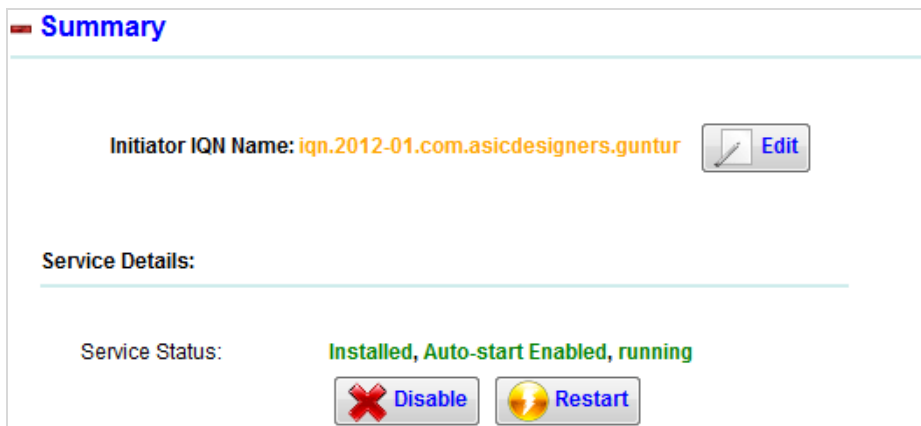 Summary
Initiator IQN Name: iqn.2012-01.com.asicdesigners.guntur Edit
Service Details:
Service Status: Installed, Auto-start Enabled, running
Disable Restart